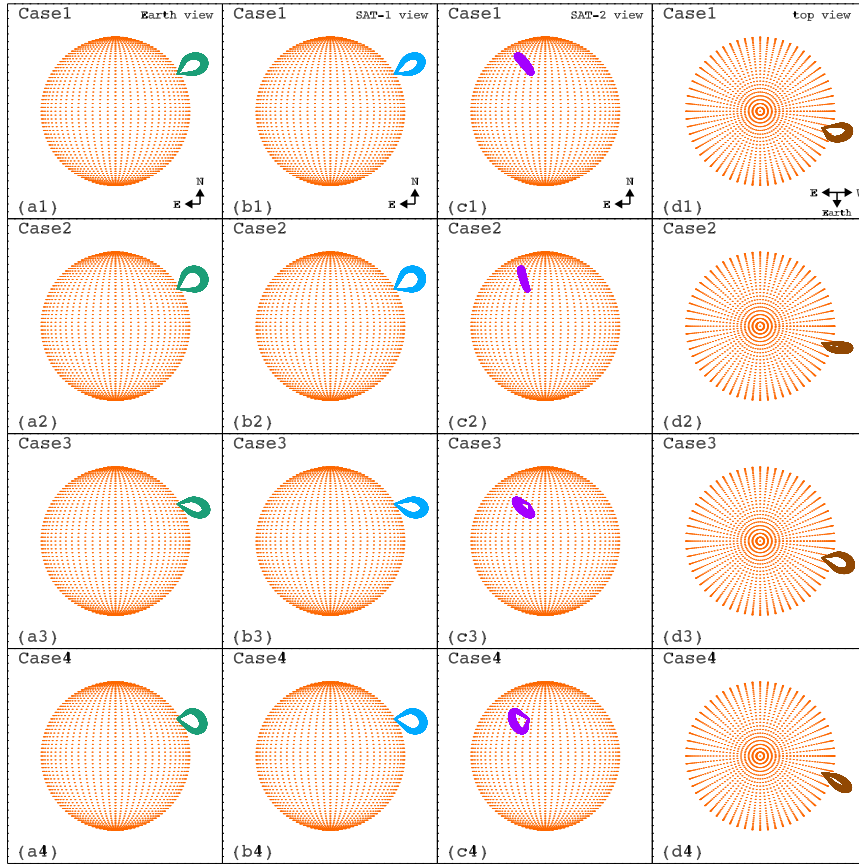 Case1 Earth view
N
E
(a1)
Case1 SAT-1 view
N
E
(b1)
Case1 SAT-2 view
N
E
(c1)
Case1 top view
E
Earth
(d1)
Case2
(a2)
Case2
(b2)
Case2
(c2)
Case2
(d2)
Case3
(a3)
Case3
(b3)
Case3
(c3)
Case3
(d3)
Case4
(a4)
Case4
(b4)
Case4
(c4)
Case4
(d4)